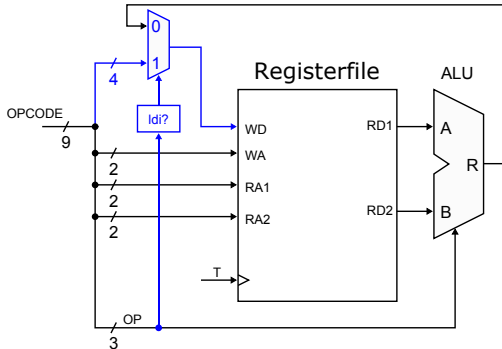 0
1
4
ldi?
Registerfile
ALU
OPCODE
9
WD
WA
RA1
RA2
2
2
2
RD1
RD2
A
B
R
T
OP
3